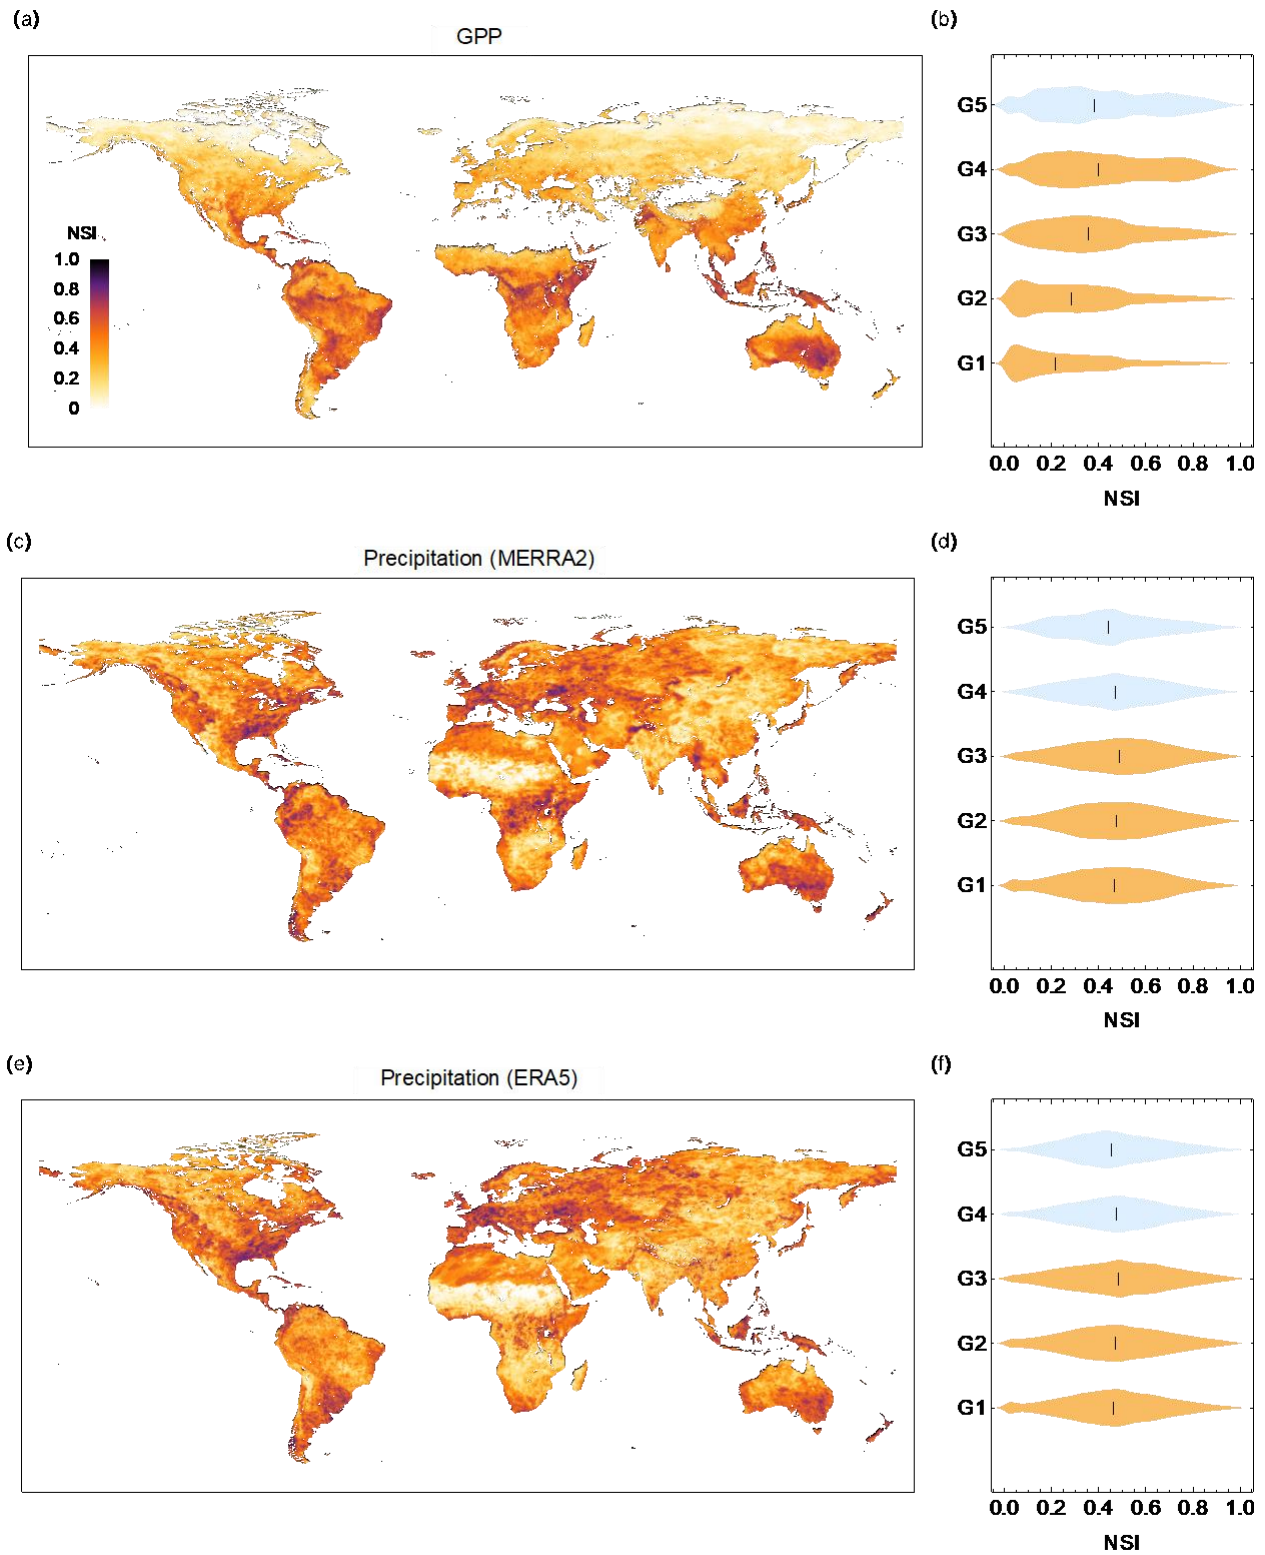 (a)
GPP
NSI
1.0
0.8
0.6
0.4
0.2
0
(b)
G5
G4
G3
G2
G1
0.0 0.2 0.4 0.6 0.8 1.0
NSI
(c)
Precipitation (MERRA2)
(d)
G5
G4
G3
G2
G1
0.0 0.2 0.4 0.6 0.8 1.0
NSI
(e)
Precipitation (ERA5)
(f)
G5
G4
G3
G2
G1
0.0 0.2 0.4 0.6 0.8 1.0
NSI